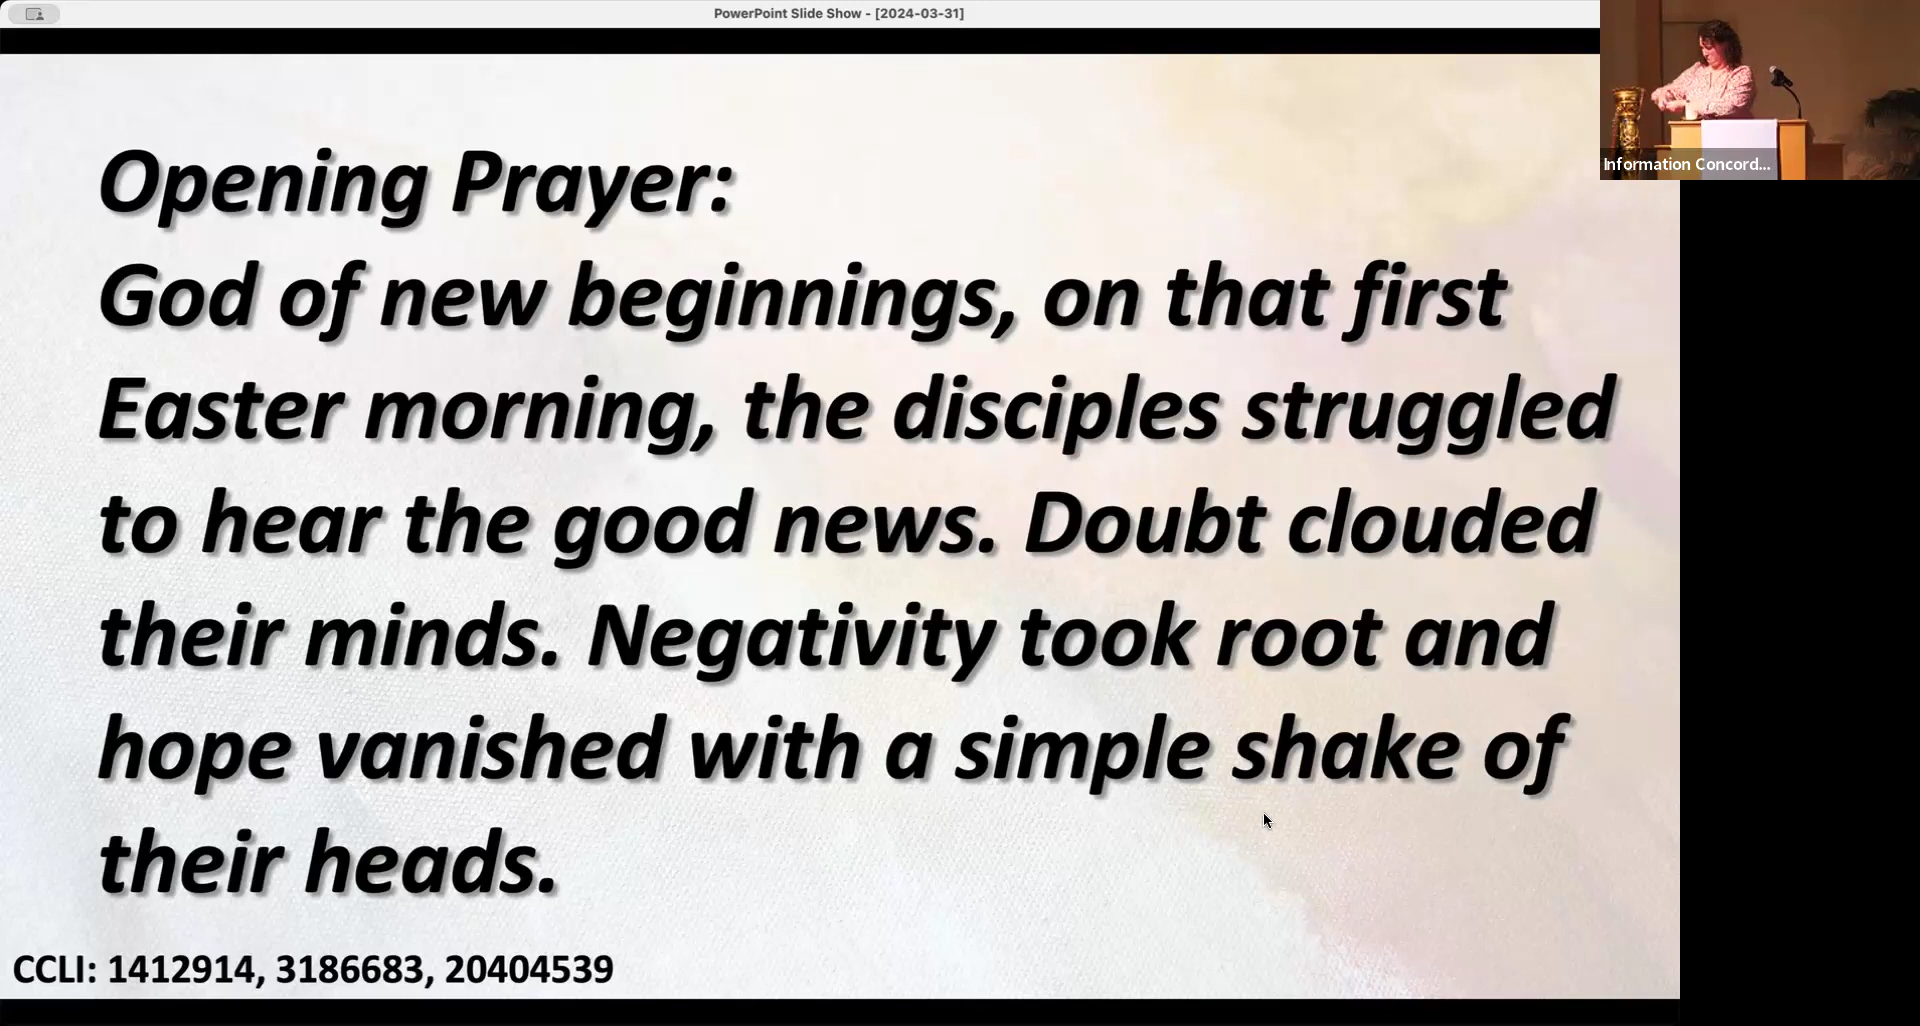 PowerPoint Slide Show - [2024-03-31]
Information Concord...
Opening Prayer:
God of new beginnings, on that first
Easter morning, the disciples struggled
to hear the good news. Doubt clouded
their minds. Negativity took root and
hope vanished with a simple shake of
their heads.
CCLI: 1412914, 3186683, 20404539